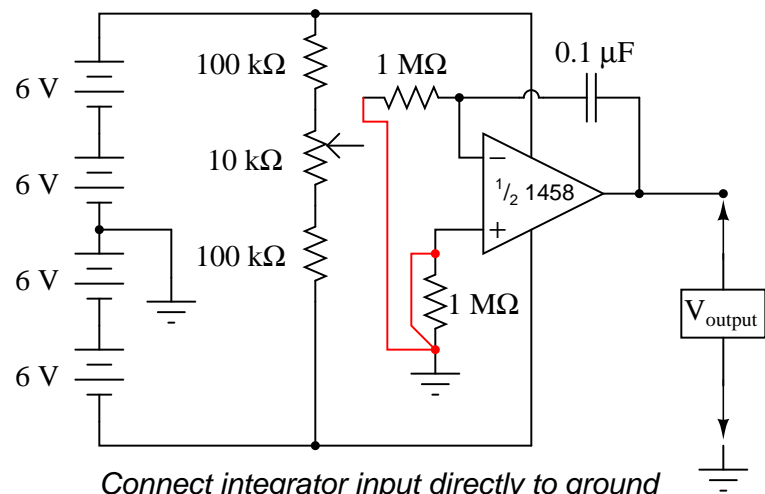 100 kΩ
1 MΩ
0.1 μF
6 V
6 V
10 kΩ
−
1/2 1458
+
100 kΩ
6 V
1 MΩ
6 V
Voutput
Connect integrator input directly to ground